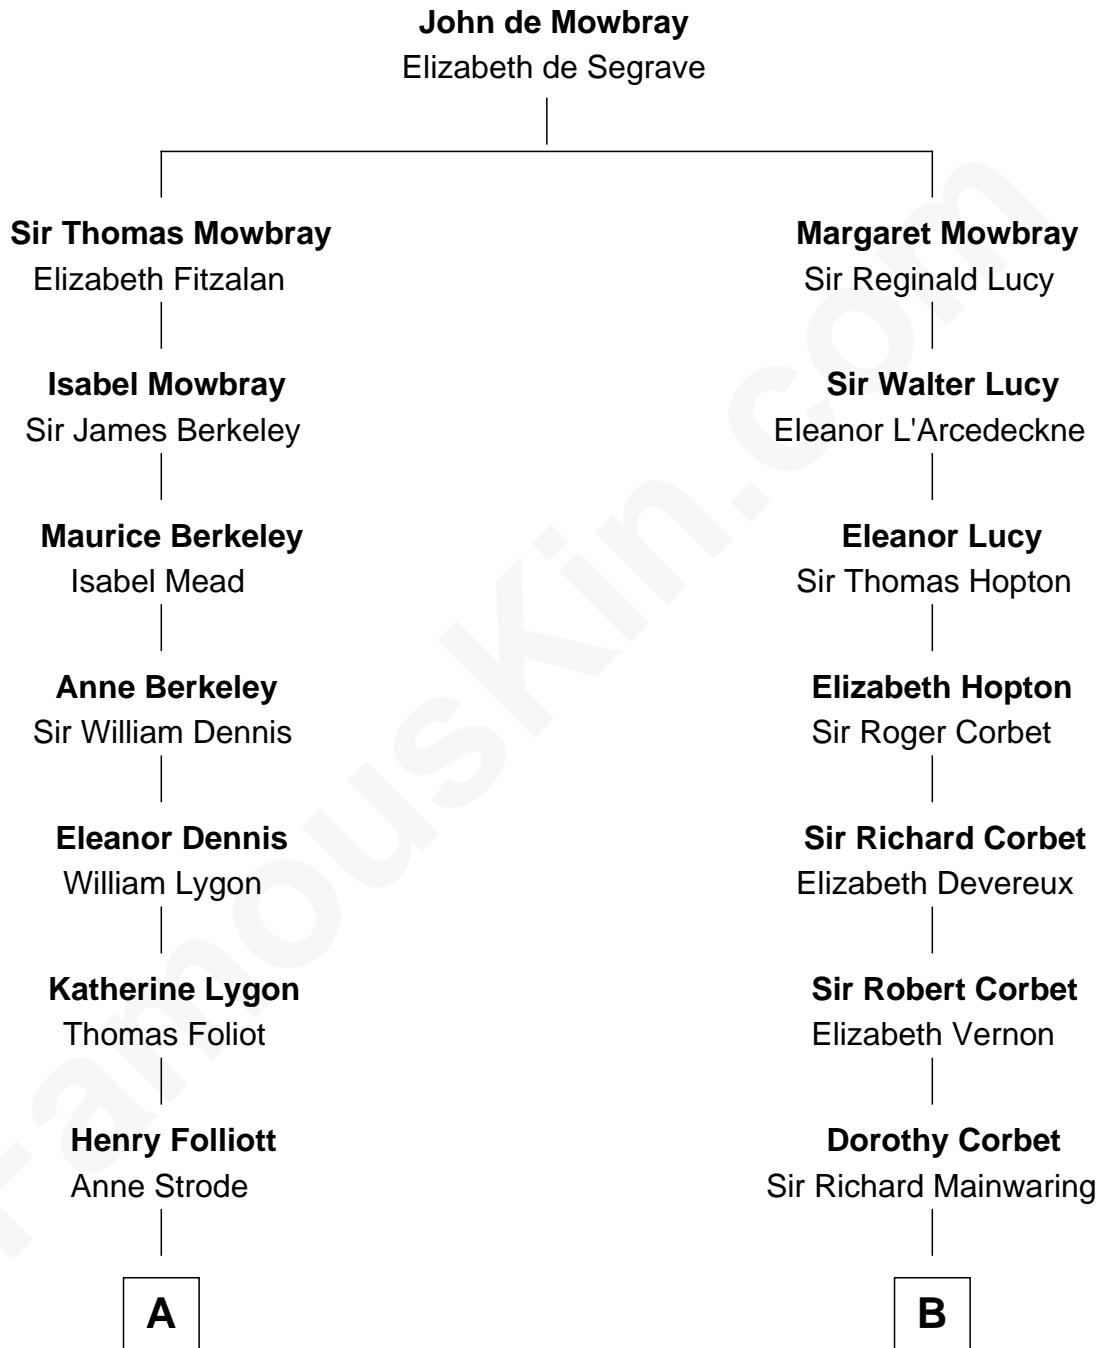 John de Mowbray
Elizabeth de Segrave
Sir Thomas Mowbray
Elizabeth Fitzalan
Isabel Mowbray
Sir James Berkeley
Maurice Berkeley
Isabel Mead
Anne Berkeley
Sir William Dennis
Eleanor Dennis
William Lygon
Katherine Lygon
Thomas Foliot
Henry Folliott
Anne Strode
A
Margaret Mowbray
Sir Reginald Lucy
Sir Walter Lucy
Eleanor L'Arcedeckne
Eleanor Lucy
Sir Thomas Hopton
Elizabeth Hopton
Sir Roger Corbet
Sir Richard Corbet
Elizabeth Devereux
Sir Robert Corbet
Elizabeth Vernon
Dorothy Corbet
Sir Richard Mainwaring
B
FamousKin.com